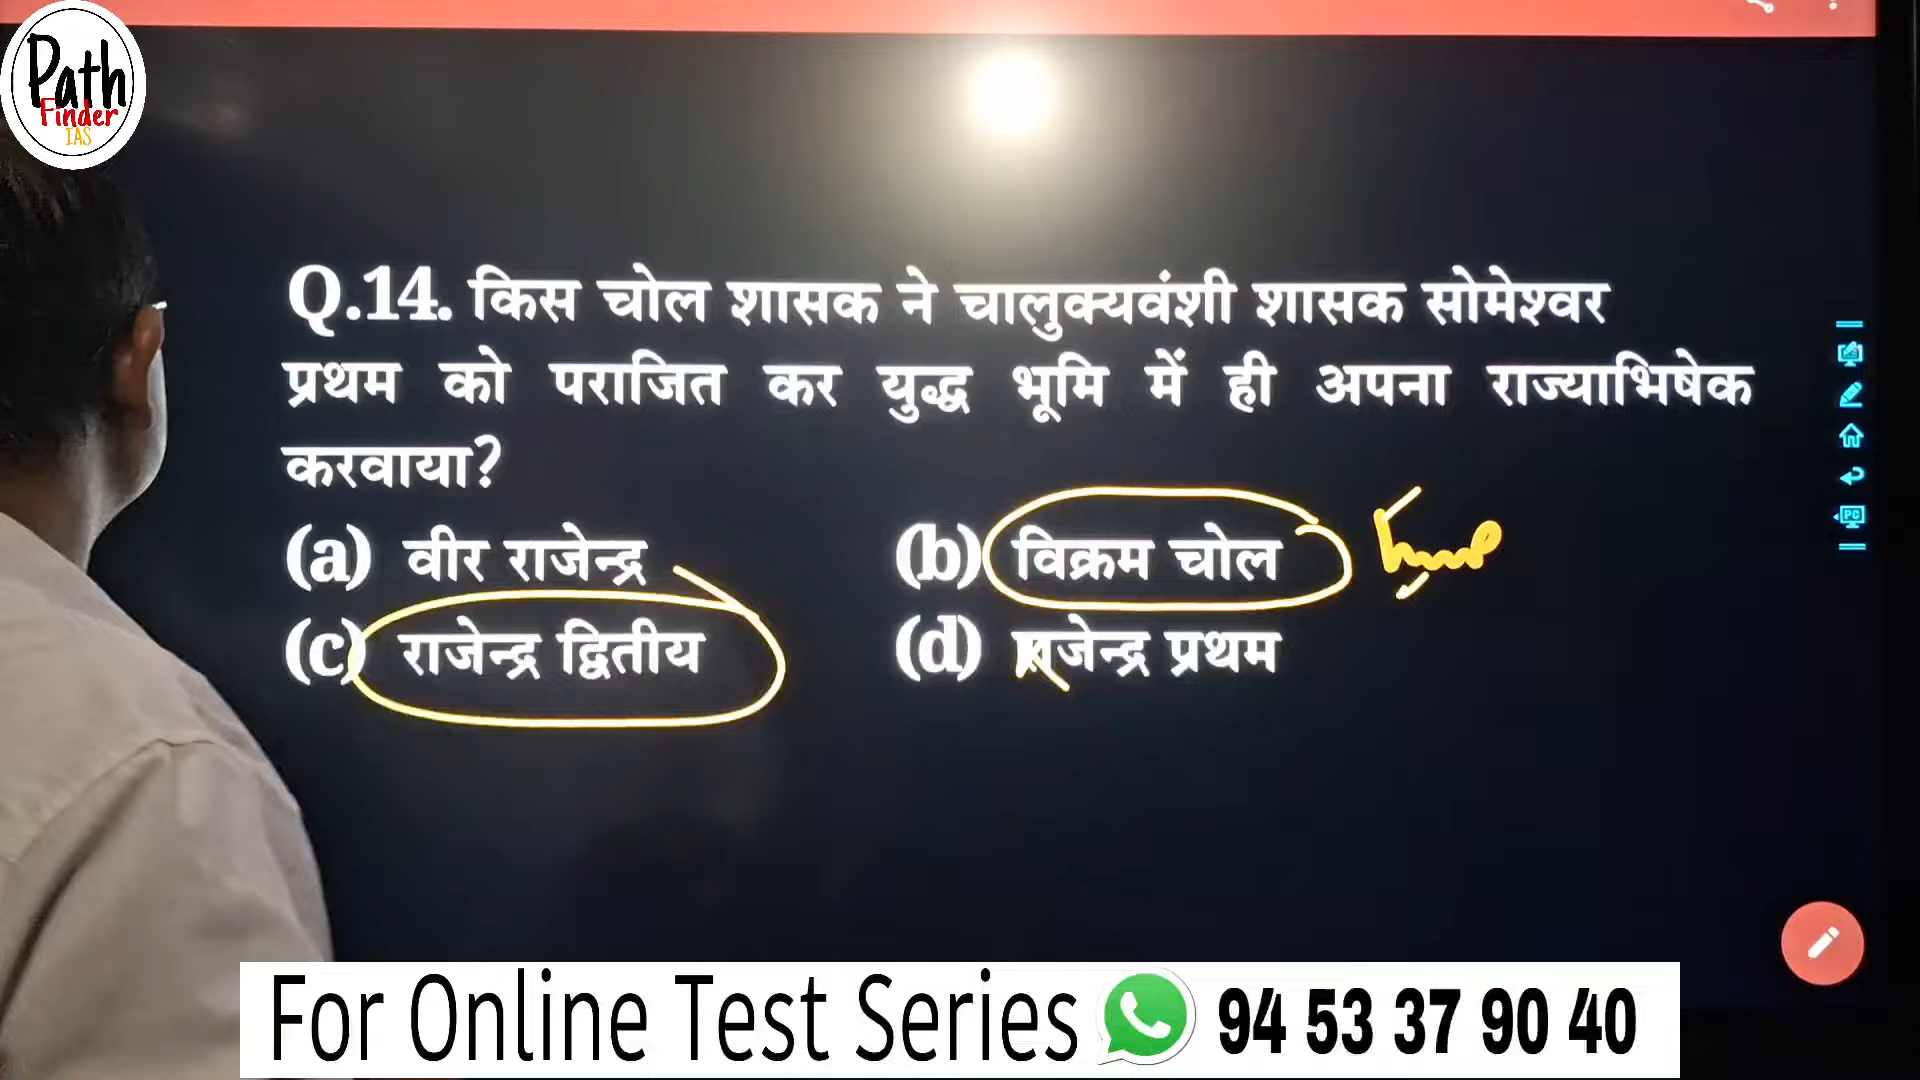 Path
Finder
IAS
Q.14. किस चोल शासक ने चालुक्यवंशी शासक सोमेश्वर
प्रथम को पराजित कर युद्ध भूमि में ही अपना राज्याभिषेक
करवाया?
(a) वीर राजेन्द्र (b) विक्रम चोल
(c) राजेन्द्र द्वितीय (d) राजेन्द्र प्रथम
PC
For Online Test Series 94 53 37 90 40